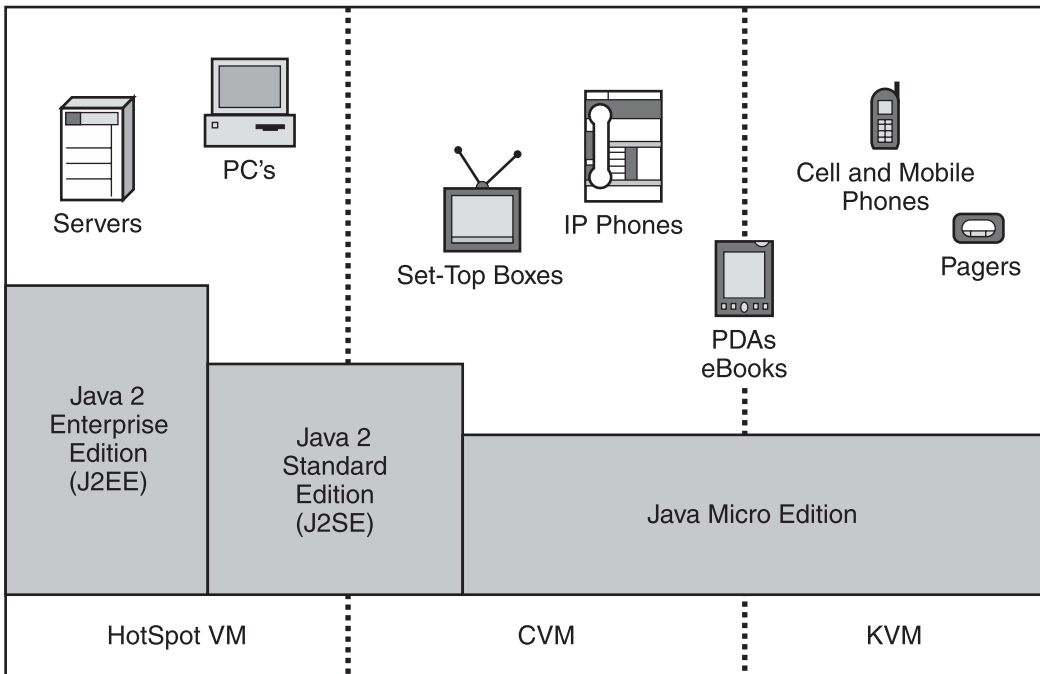 Servers
PC's
Set-Top Boxes
IP Phones
PDAs
eBooks
Cell and Mobile
Phones
Pagers
Java 2
Enterprise
Edition
(J2EE)
Java 2
Standard
Edition
(J2SE)
Java Micro Edition
HotSpot VM
CVM
KVM